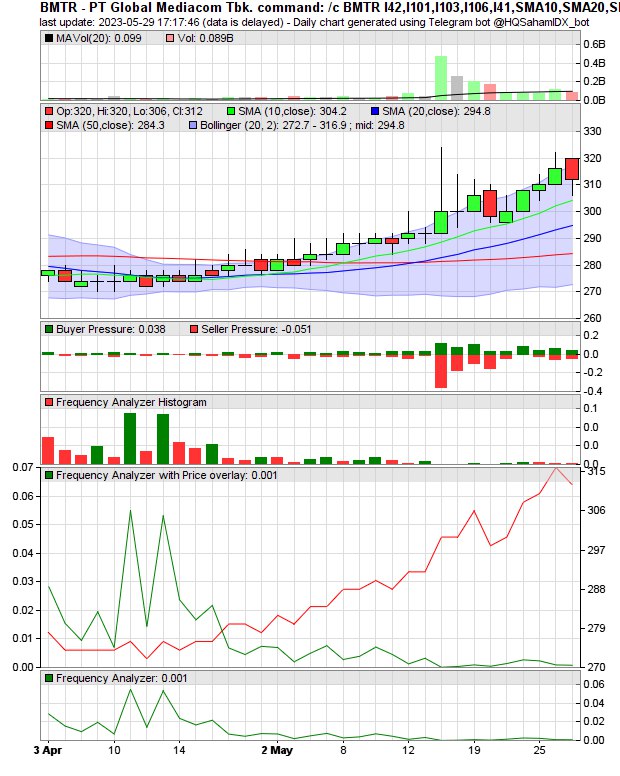 BMTR - PT Global Mediacom Tbk. command: /c BMTR I42,I101,I103,I106,I41,SMA10,SMA20,S
last update: 2023-05-29 17:17:46 (data is delayed) - Daily chart generated using Telegram bot @HQSahamIDX_bot
MAVol(20): 0.099 Vol: 0.089B
0.6B
0.4B
0.2B
0.0B
Op:320, Hi:320, Lo:306, Cl:312 SMA (10,close): 304.2 SMA (20,close): 294.8
SMA (50,close): 284.3 Bollinger (20, 2): 272.7 - 316.9 ; mid: 294.8
330
320
310
300
290
280
270
260
Buyer Pressure: 0.038 Seller Pressure: -0.051
0.2
0.0
-0.2
-0.4
Frequency Analyzer Histogram
0.1
0.0
0.0
0.0
Frequency Analyzer with Price overlay: 0.001
0.07 315
0.06 306
0.05 297
0.04
0.03 288
0.02 279
0.01
0.00 270
Frequency Analyzer: 0.001
0.06
0.04
0.02
0.00
3 Apr 10 14 2 May 8 12 19 25